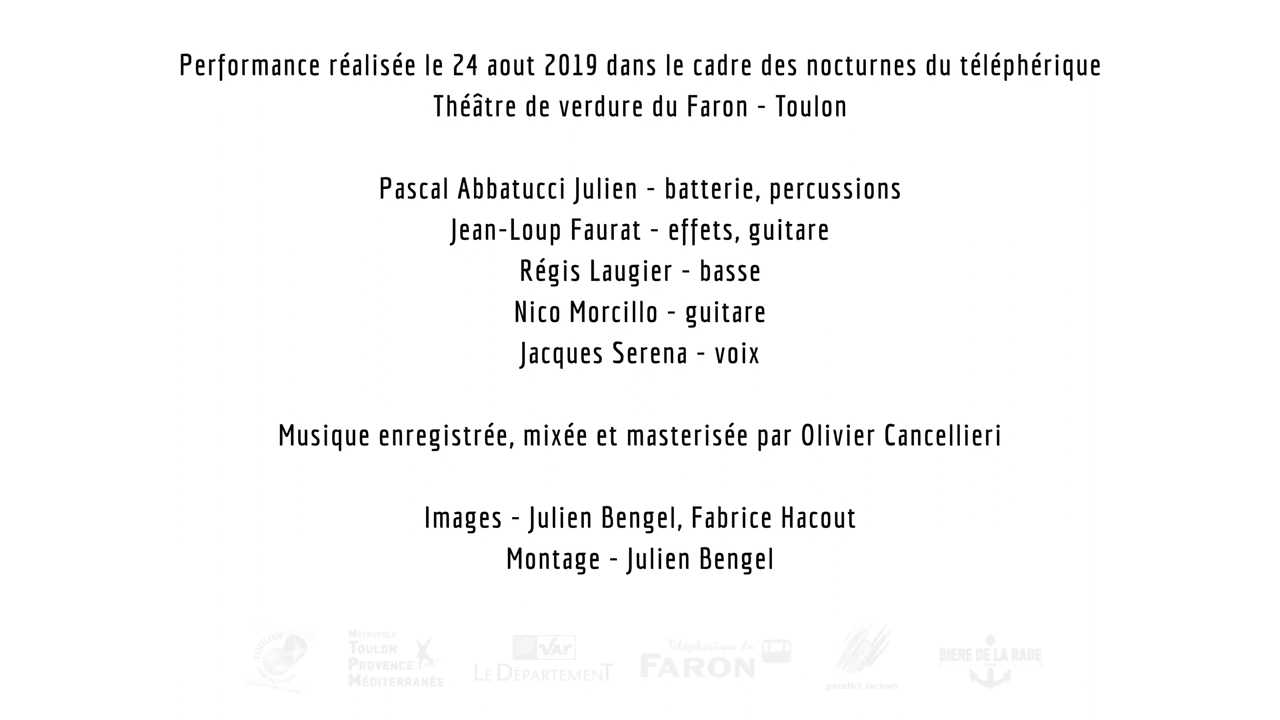 Performance réalisée le 24 aout 2019 dans le cadre des nocturnes du téléphérique
Théâtre de verdure du Faron - Toulon
Pascal Abbatucci Julien - batterie, percussions
Jean-Loup Faurat - effets, guitare
Régis Laugier - basse
Nico Morcillo - guitare
Jacques Serena - voix
Musique enregistrée, mixée et masterisée par Olivier Cancellieri
Images - Julien Bengel, Fabrice Hacout
Montage - Julien Bengel
TOULON
METROPOLE
TOULON
PROVENCE
MÉDITERRANÉE
VAR
LE DÉPARTEMENT
Téléphérique du
FARON
parallel factory
BIERE DE LA RADE